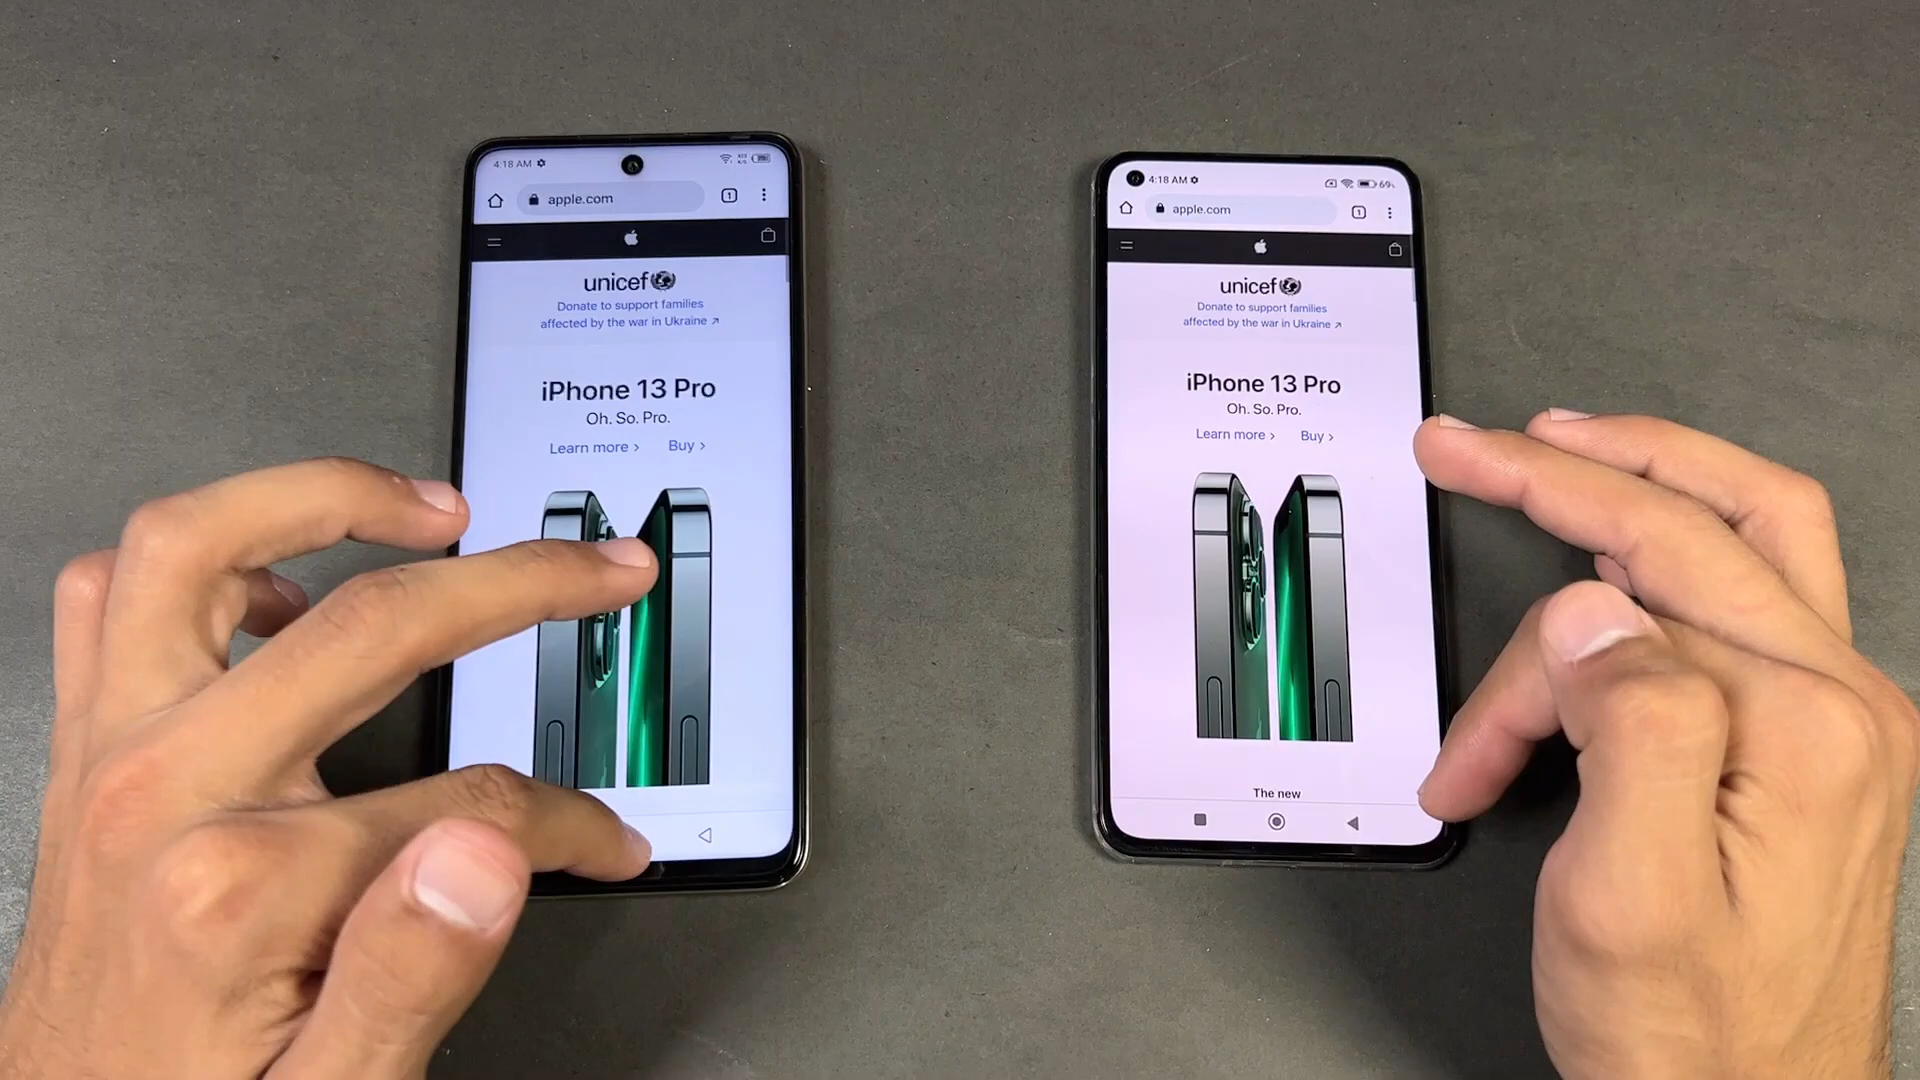 4:18 AM
apple.com
1
unicef
Donate to support families
affected by the war in Ukraine ↗
iPhone 13 Pro
Oh. So. Pro.
Learn more > Buy >
4:18 AM
69
apple.com
1
unicef
Donate to support families
affected by the war in Ukraine ↗
iPhone 13 Pro
Oh. So. Pro.
Learn more > Buy >
The new